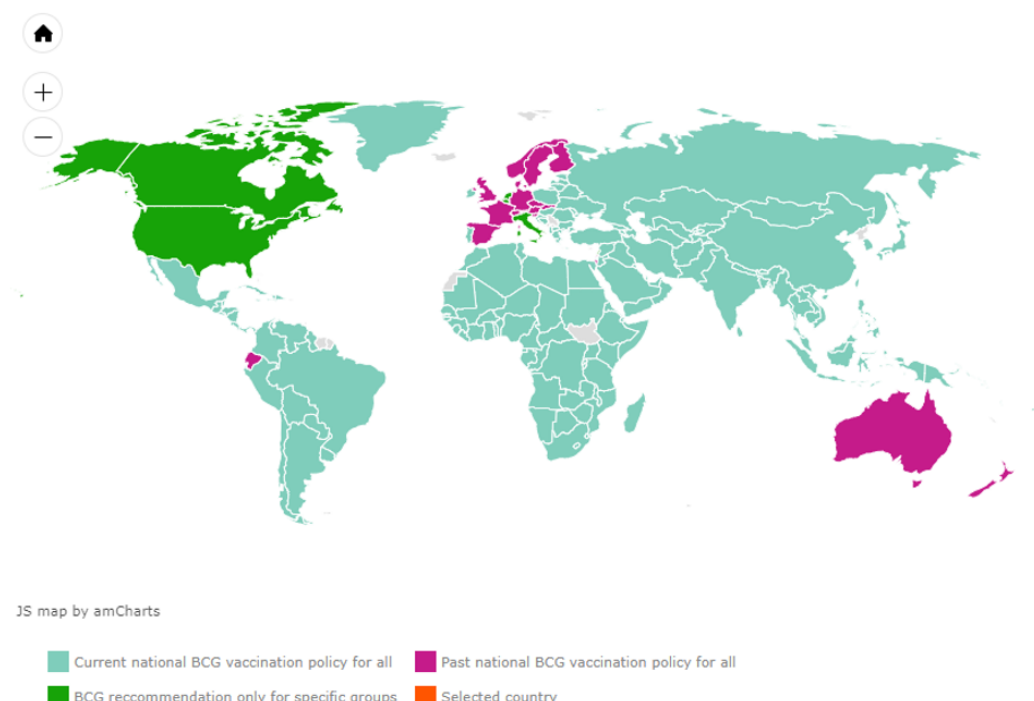 JS map by amCharts
Current national BCG vaccination policy for all
Past national BCG vaccination policy for all
BCG reccommendation only for specific groups
Selected country